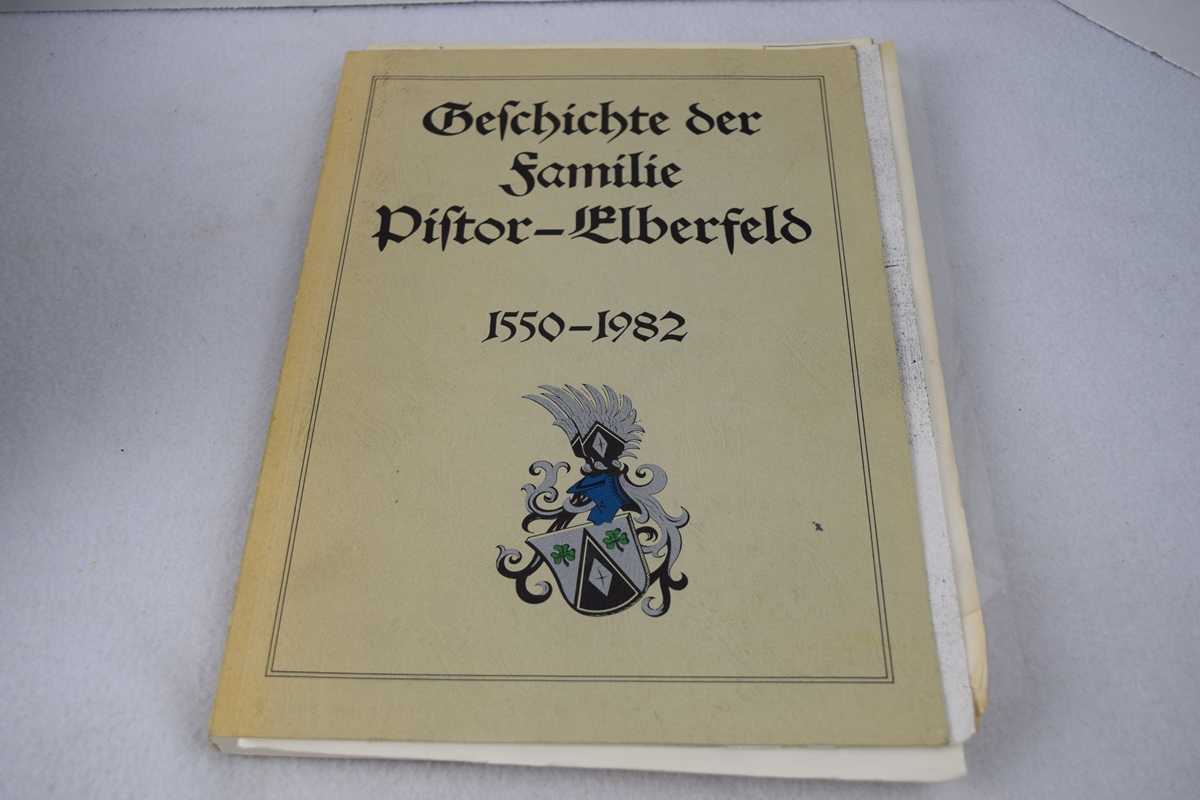 Geſchichte der
Familie
Piſtor-Elberfeld
1550-1982